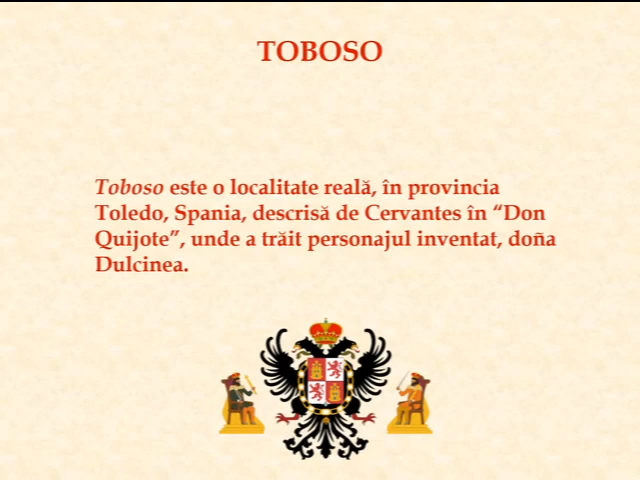 TOBOSO
Toboso este o localitate reală, în provincia
Toledo, Spania, descrisă de Cervantes în “Don
Quijote”, unde a trăit personajul inventat, doña
Dulcinea.